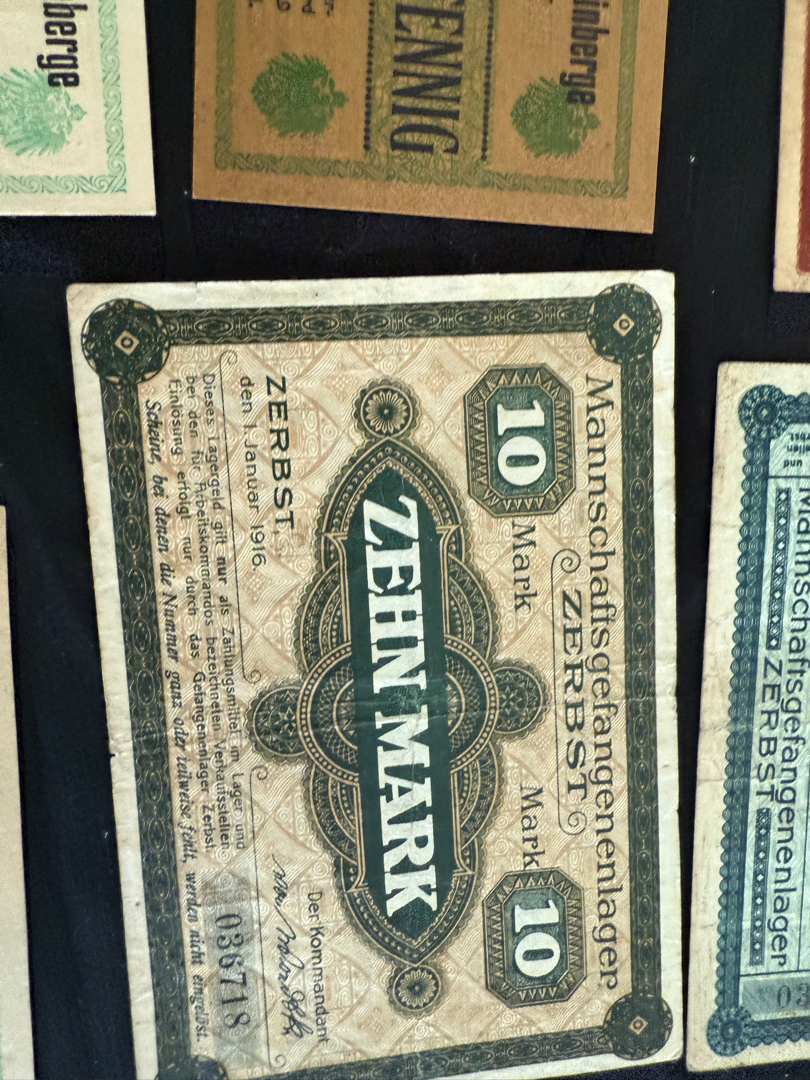 inberge
berge
ENNIG
Mannschaftsgefangenenlager
ZERBST
10 Mark Mark 10
ZEHN MARK
ZERBST,
den 1. Januar 1916.
Der Kommandant
Dieses Lagergeld gilt nur als Zahlungsmittel im Lager und
bei den für Arbeitskommandos bezeichneten Verkaufsstellen.
Einlösung erfolgt nur durch das Gefangenenlager Zerbst.
Scheine, bei denen die Nummer ganz oder teilweise fehlt, werden nicht eingelöst.
036718
Mannschaftsgefangenenlager
ZERBST